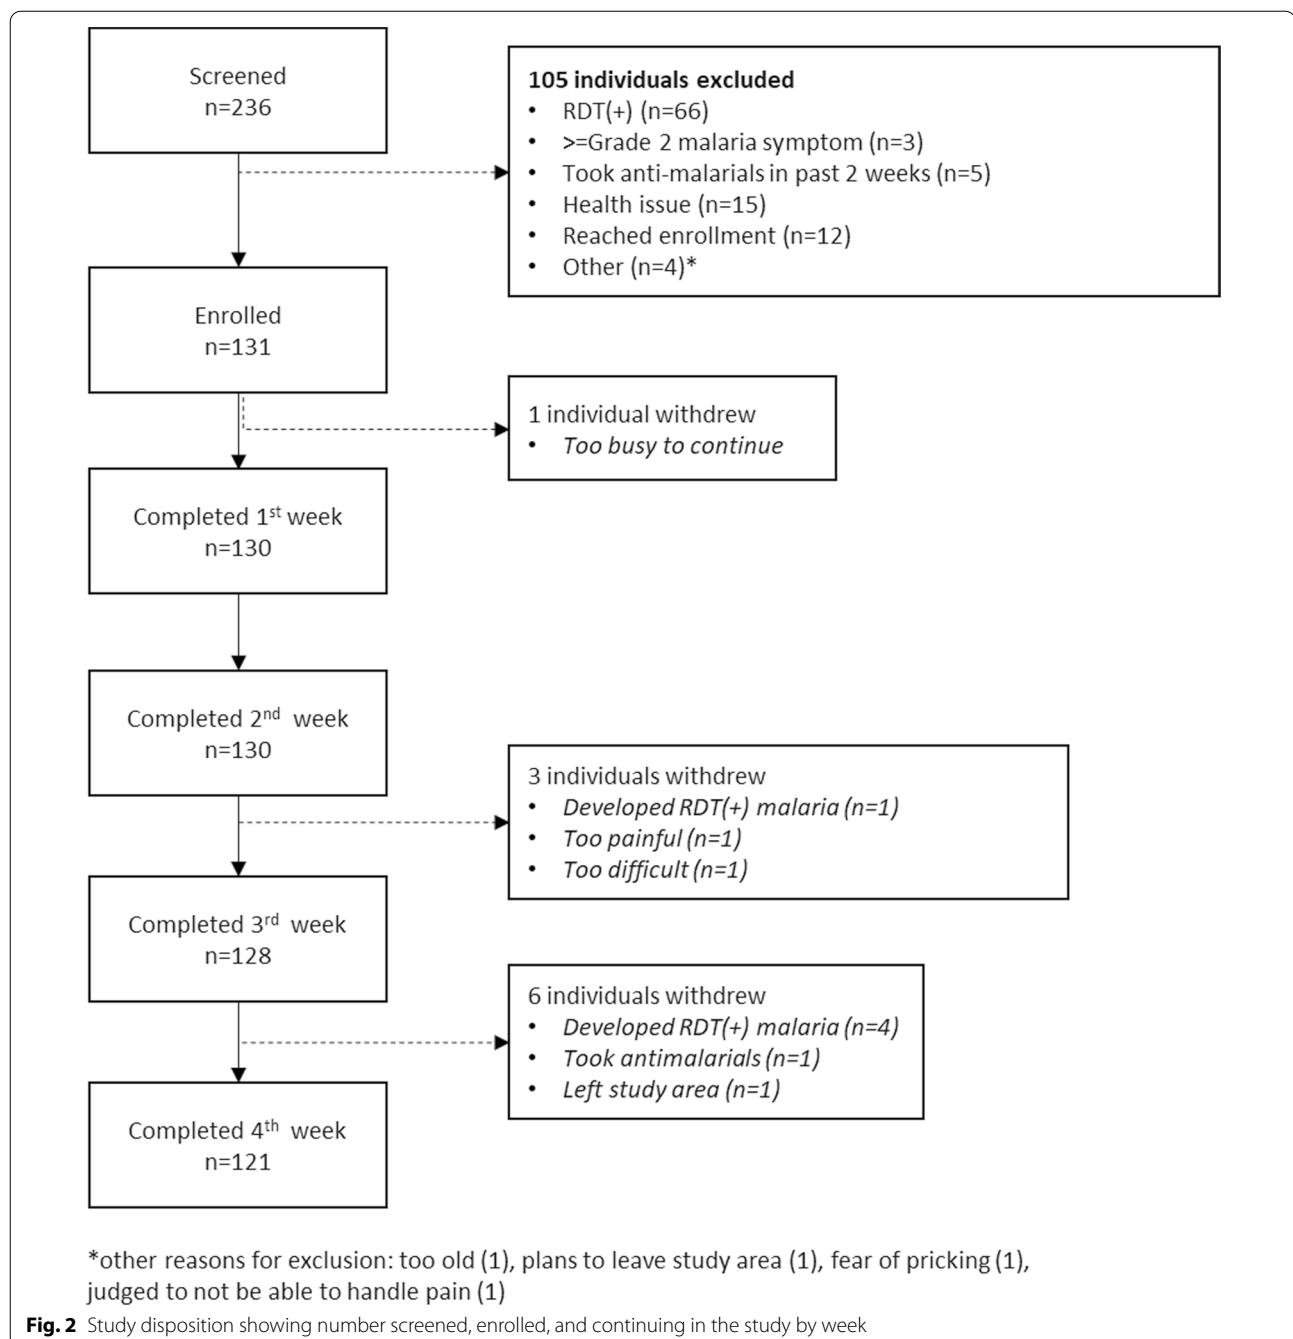 Screened
n=236
105 individuals excluded
• RDT(+) (n=66)
• >=Grade 2 malaria symptom (n=3)
• Took anti-malarials in past 2 weeks (n=5)
• Health issue (n=15)
• Reached enrollment (n=12)
• Other (n=4)*
Enrolled
n=131
1 individual withdrew
• Too busy to continue
Completed 1st week
n=130
Completed 2nd week
n=130
3 individuals withdrew
• Developed RDT(+) malaria (n=1)
• Too painful (n=1)
• Too difficult (n=1)
Completed 3rd week
n=128
6 individuals withdrew
• Developed RDT(+) malaria (n=4)
• Took antimalarials (n=1)
• Left study area (n=1)
Completed 4th week
n=121
*other reasons for exclusion: too old (1), plans to leave study area (1), fear of pricking (1),
judged to not be able to handle pain (1)
Fig. 2 Study disposition showing number screened, enrolled, and continuing in the study by week